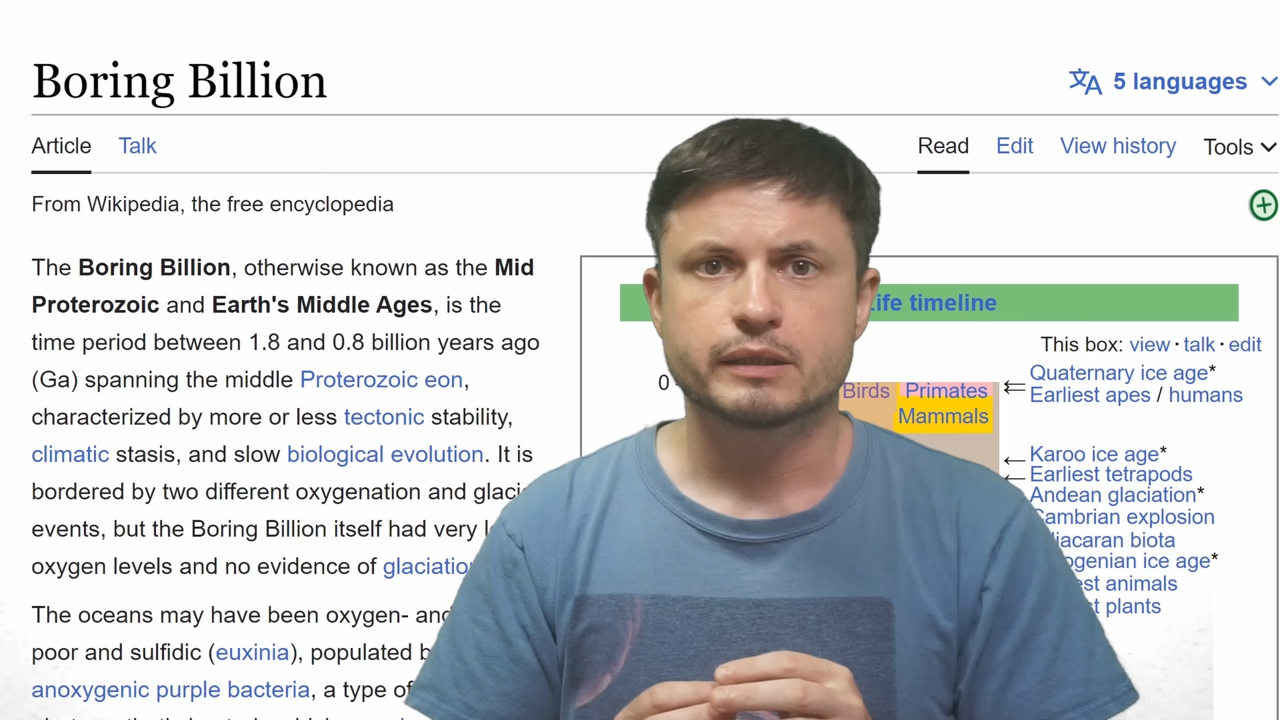 Boring Billion
5 languages
Article Talk
Read Edit View history Tools
From Wikipedia, the free encyclopedia
The Boring Billion, otherwise known as the Mid
Proterozoic and Earth's Middle Ages, is the
time period between 1.8 and 0.8 billion years ago
(Ga) spanning the middle Proterozoic eon,
characterized by more or less tectonic stability,
climatic stasis, and slow biological evolution. It is
bordered by two different oxygenation and
events, but the Boring Billion itself had very
oxygen levels and no evidence of
The oceans may have been oxygen- and
poor and sulfidic (euxinia), populated
anoxygenic purple bacteria, a type of
life timeline
This box: view · talk · edit
0
Birds Primates
Mammals
Quaternary ice age*
Earliest apes / humans
Karoo ice age*
Earliest tetrapods
Andean glaciation*
Cambrian explosion
biota
ice age*
animals
plants